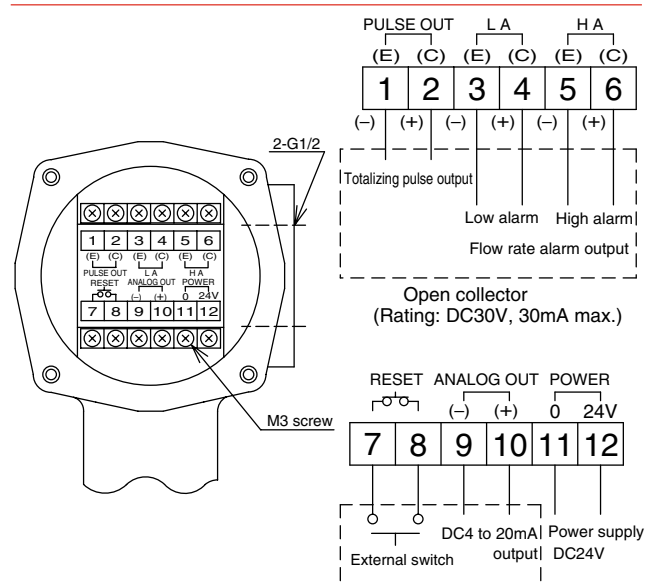 PULSE OUT L A H A
(E) (C) (E) (C) (E) (C)
1 2 3 4 5 6
(−) (+) (−) (+) (−) (+)
Totalizing pulse output
Low alarm High alarm
Flow rate alarm output
Open collector
(Rating: DC30V, 30mA max.)
2-G1/2
1 2 3 4 5 6
(E) (C) (E) (C) (E) (C)
PULSE OUT L A H A
RESET ANALOG OUT POWER
(−) (+) 0 24V
7 8 9 10 11 12
M3 screw
RESET ANALOG OUT POWER
(−) (+) 0 24V
7 8 9 10 11 12
External switch
DC4 to 20mA
output
Power supply
DC24V